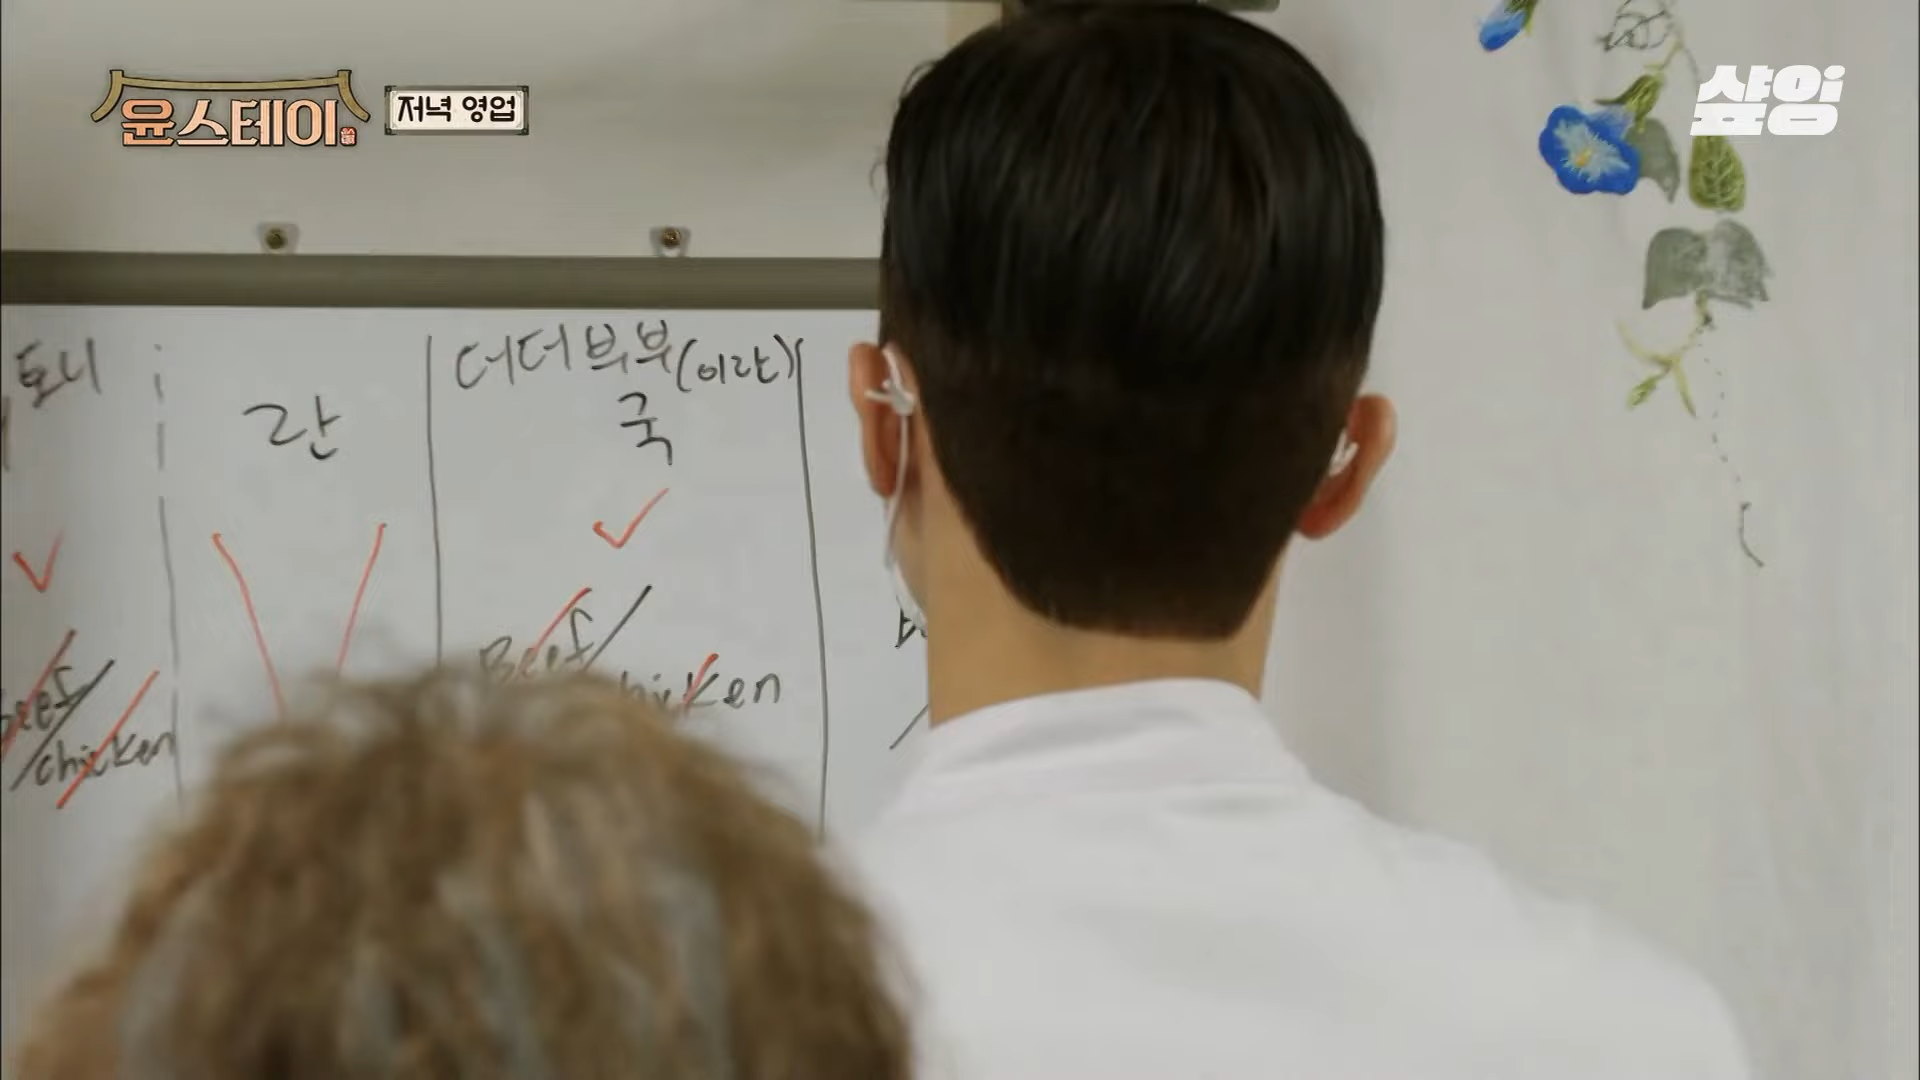 윤스테이
저녁 영업
샾잉
토니
란
더더부부(이란)
국
Beef/
chicken
Beef/
chicken